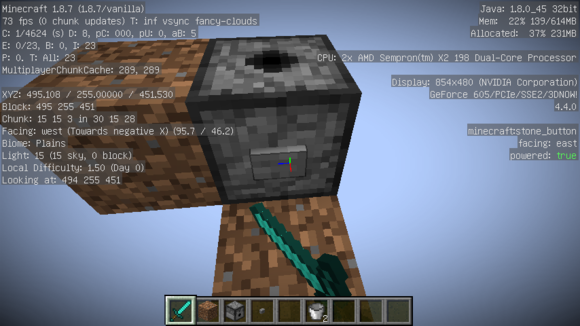 Minecraft 1.8.7 (1.8.7/vanilla)
73 fps (0 chunk updates) T: inf vsync fancy-clouds
C: 1/4624 (s) D: 8, pC: 000, pU: 0, aB: 5
E: 0/23, B: 0, I: 23
P: 0. T: All: 23
MultiplayerChunkCache: 289, 289
XYZ: 495.108 / 255.00000 / 451.530
Block: 495 255 451
Chunk: 15 15 3 in 30 15 28
Facing: west (Towards negative X) (95.7 / 46.2)
Biome: Plains
Light: 15 (15 sky, 0 block)
Local Difficulty: 1.50 (Day 0)
Looking at: 494 255 451
Java: 1.8.0_45 32bit
Mem: 22% 139/614MB
Allocated: 37% 231MB
CPU: 2x AMD Sempron(tm) X2 198 Dual-Core Processor
Display: 854x480 (NVIDIA Corporation)
GeForce 605/PCIe/SSE2/3DNOW!
4.4.0
minecraft:stone_button
facing: east
powered: true
2